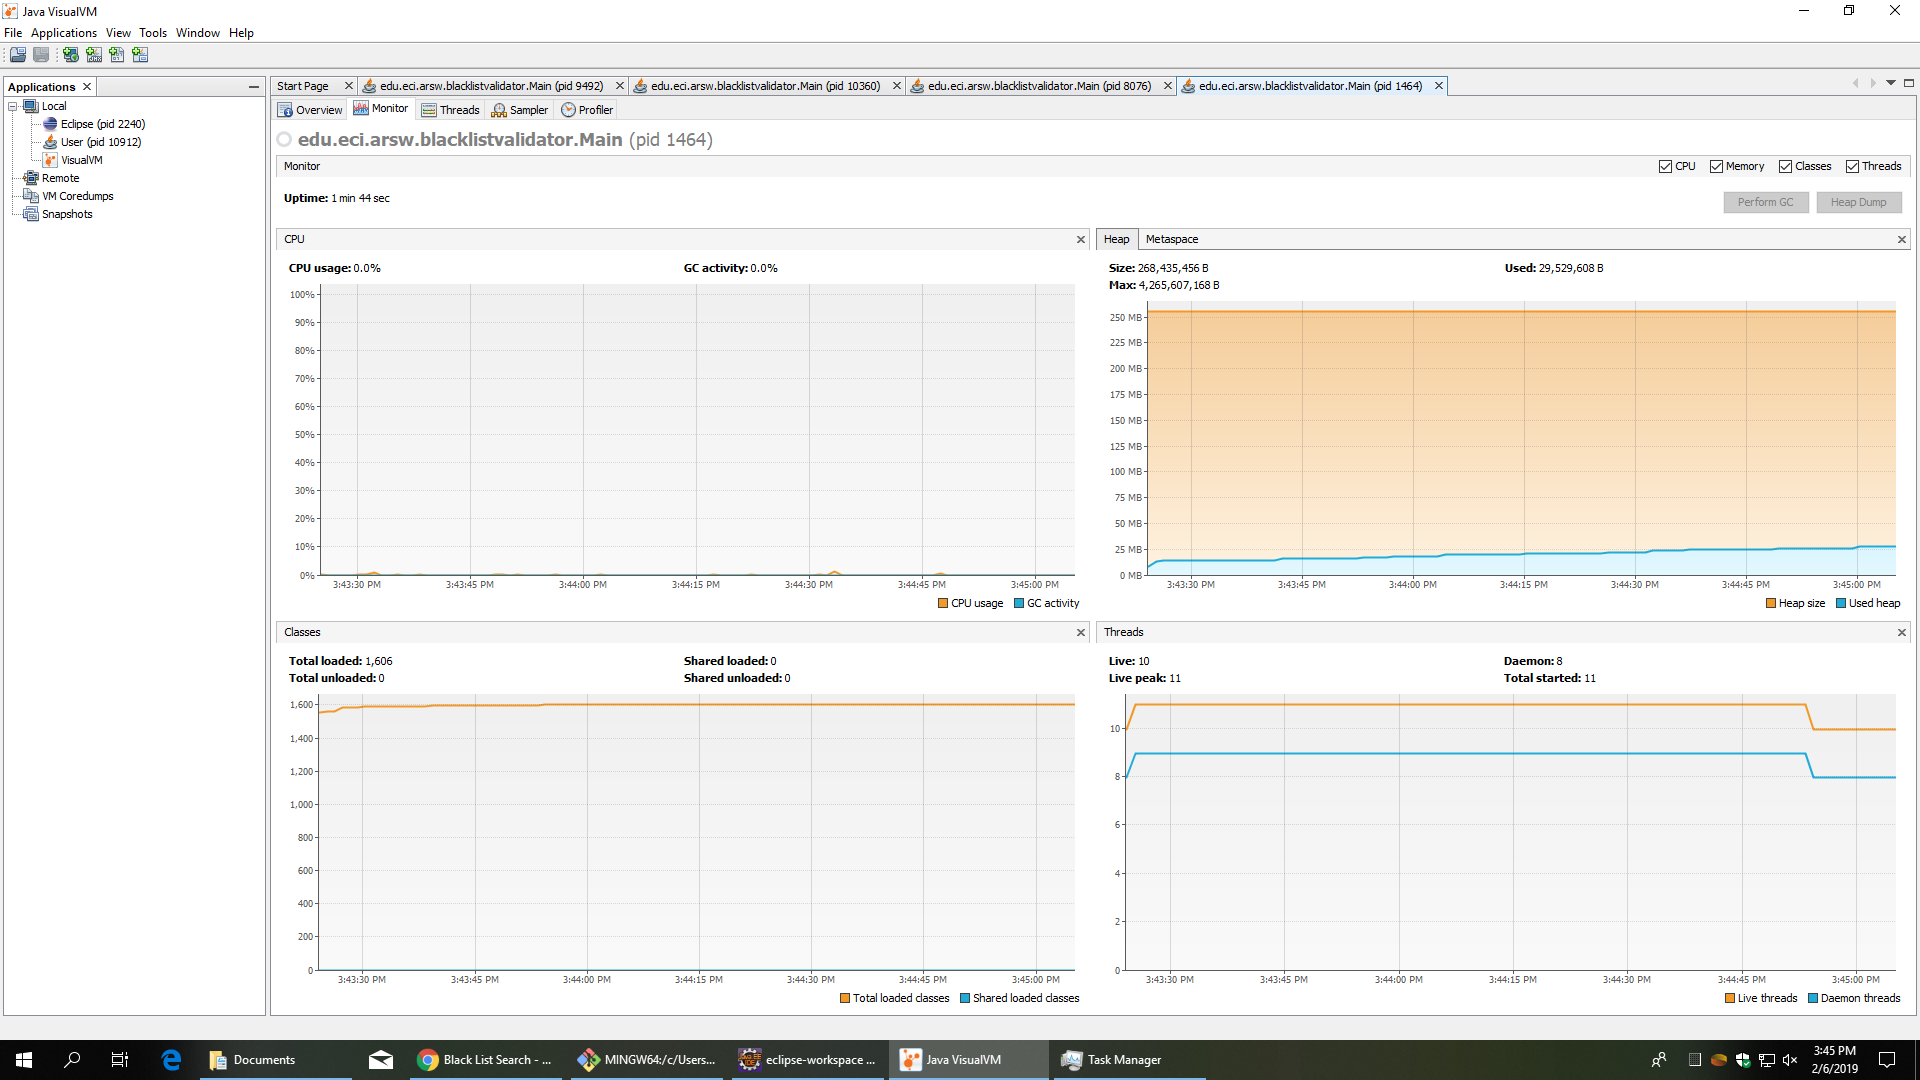 Java VisualVM
File Applications View Tools Window Help
Applications
Local
Eclipse (pid 2240)
User (pid 10912)
VisualVM
Remote
VM Coredumps
Snapshots
Start Page edu.eci.arsw.blacklistvalidator.Main (pid 9492) edu.eci.arsw.blacklistvalidator.Main (pid 10360) edu.eci.arsw.blacklistvalidator.Main (pid 8076) edu.eci.arsw.blacklistvalidator.Main (pid 1464)
Overview Monitor Threads Sampler Profiler
edu.eci.arsw.blacklistvalidator.Main (pid 1464)
Monitor CPU Memory Classes Threads
Uptime: 1 min 44 sec
Perform GC Heap Dump
CPU
CPU usage: 0.0% GC activity: 0.0%
100%
90%
80%
70%
60%
50%
40%
30%
20%
10%
0%
3:43:30 PM 3:43:45 PM 3:44:00 PM 3:44:15 PM 3:44:30 PM 3:44:45 PM 3:45:00 PM
CPU usage GC activity
Heap Metaspace
Size: 268,435,456 B Used: 29,529,608 B
Max: 4,265,607,168 B
250 MB
225 MB
200 MB
175 MB
150 MB
125 MB
100 MB
75 MB
50 MB
25 MB
0 MB
3:43:30 PM 3:43:45 PM 3:44:00 PM 3:44:15 PM 3:44:30 PM 3:44:45 PM 3:45:00 PM
Heap size Used heap
Classes
Total loaded: 1,606 Shared loaded: 0
Total unloaded: 0 Shared unloaded: 0
1,600
1,400
1,200
1,000
800
600
400
200
0
3:43:30 PM 3:43:45 PM 3:44:00 PM 3:44:15 PM 3:44:30 PM 3:44:45 PM 3:45:00 PM
Total loaded classes Shared loaded classes
Threads
Live: 10 Daemon: 8
Live peak: 11 Total started: 11
10
8
6
4
2
0
3:43:30 PM 3:43:45 PM 3:44:00 PM 3:44:15 PM 3:44:30 PM 3:44:45 PM 3:45:00 PM
Live threads Daemon threads
Documents Black List Search - ... MINGW64:/c/Users... eclipse-workspace ... Java VisualVM Task Manager
3:45 PM
2/6/2019